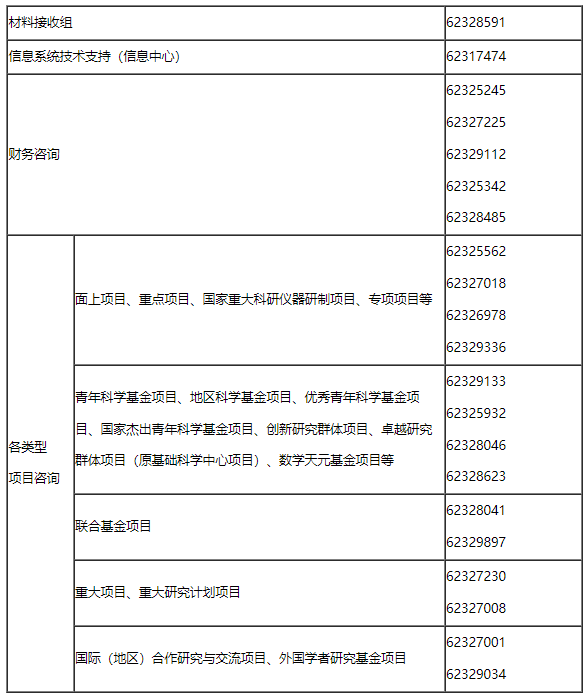 材料接收组
62328591
信息系统技术支持（信息中心）
62317474
财务咨询
62325245
62327225
62329112
62325342
62328485
各类型
项目咨询
面上项目、重点项目、国家重大科研仪器研制项目、专项项目等
62325562
62327018
62326978
62329336
青年科学基金项目、地区科学基金项目、优秀青年科学基金项
目、国家杰出青年科学基金项目、创新研究群体项目、卓越研究
群体项目（原基础科学中心项目）、数学天元基金项目等
62329133
62325932
62328046
62328623
联合基金项目
62328041
62329897
重大项目、重大研究计划项目
62327230
62327008
国际（地区）合作研究与交流项目、外国学者研究基金项目
62327001
62329034